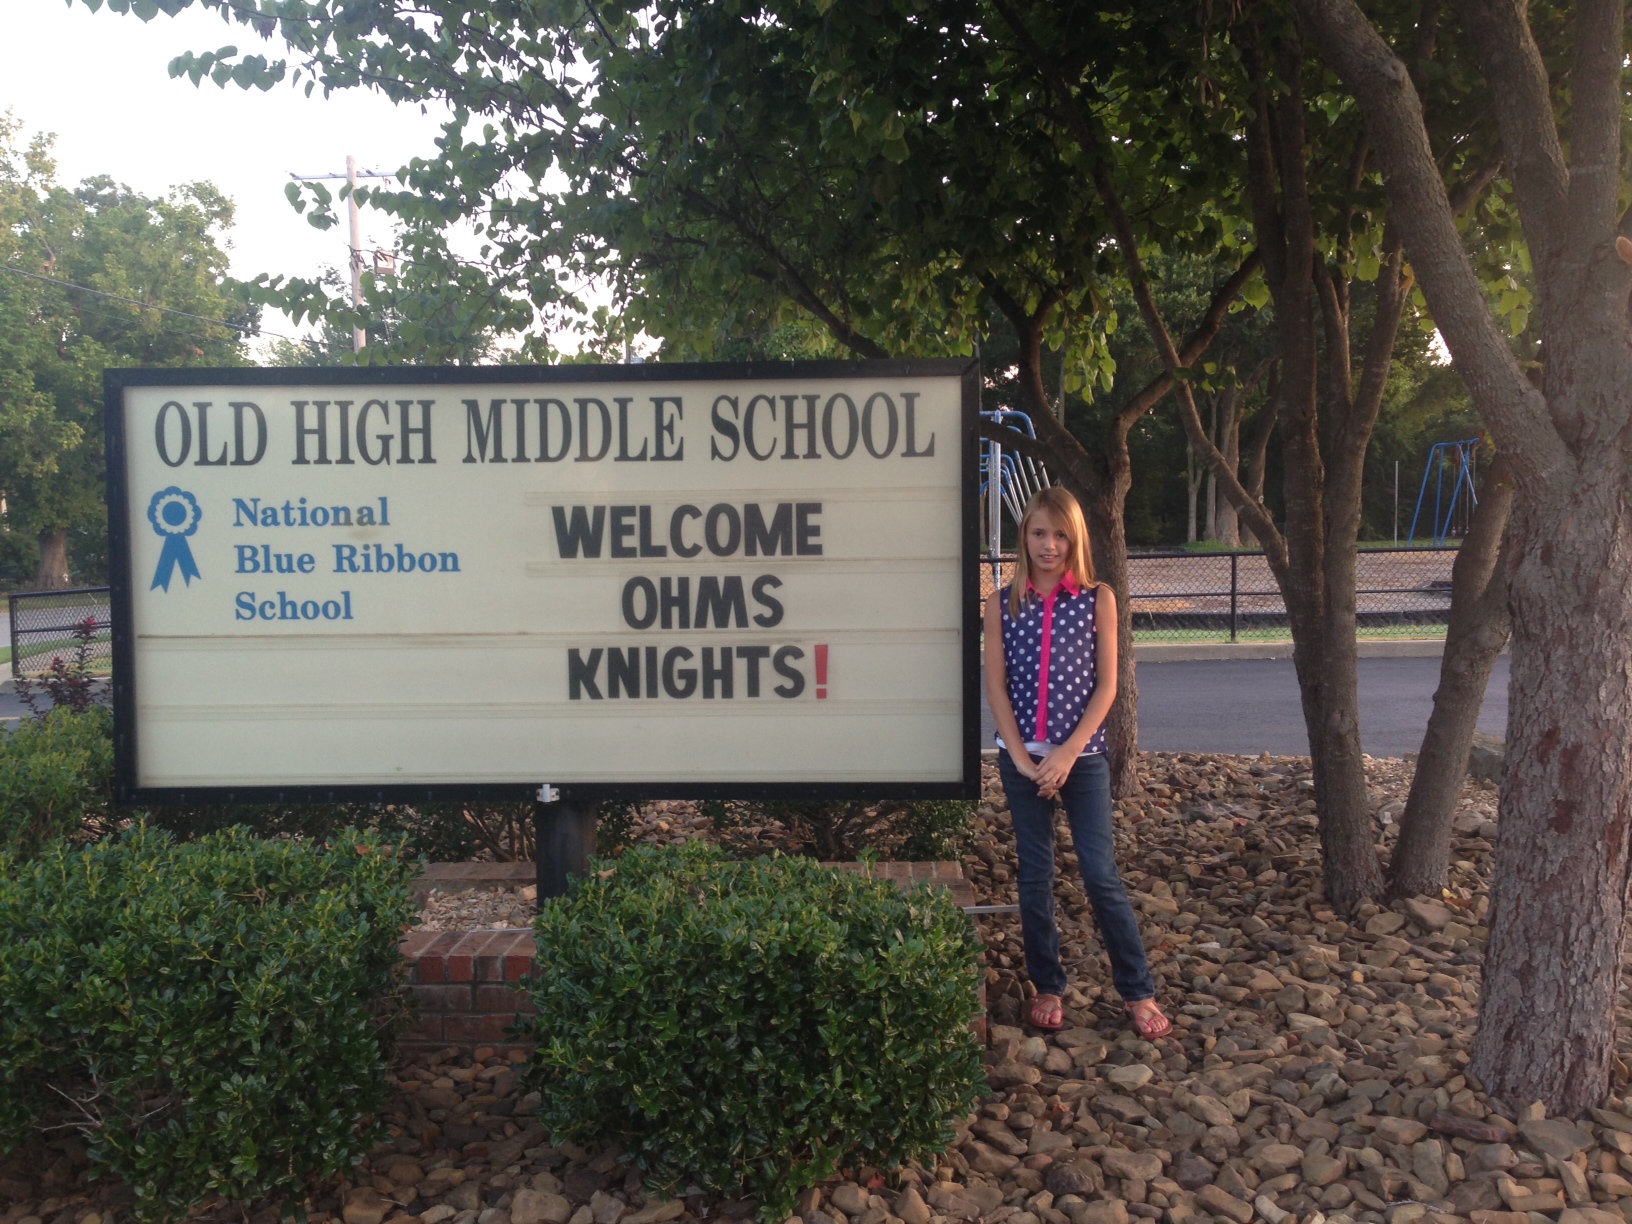 OLD HIGH MIDDLE SCHOOL
National
Blue Ribbon
School
WELCOME
OHMS
KNIGHTS!